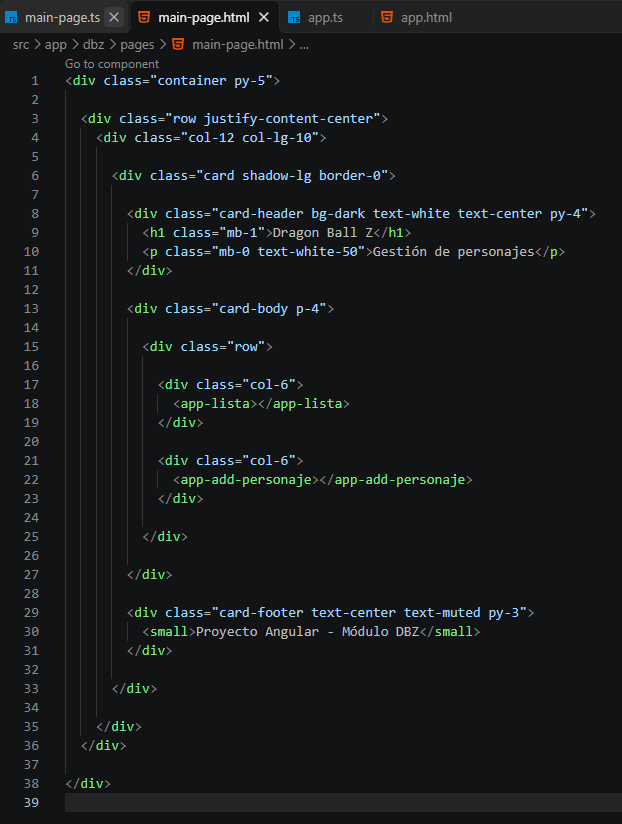 main-page.ts main-page.html app.ts app.html
src > app > dbz > pages > main-page.html > ...
Go to component
1 <div class="container py-5">
2
3 <div class="row justify-content-center">
4 <div class="col-12 col-lg-10">
5
6 <div class="card shadow-lg border-0">
7
8 <div class="card-header bg-dark text-white text-center py-4">
9 <h1 class="mb-1">Dragon Ball Z</h1>
10 <p class="mb-0 text-white-50">Gestión de personajes</p>
11 </div>
12
13 <div class="card-body p-4">
14
15 <div class="row">
16
17 <div class="col-6">
18 <app-lista></app-lista>
19 </div>
20
21 <div class="col-6">
22 <app-add-personaje></app-add-personaje>
23 </div>
24
25 </div>
26
27 </div>
28
29 <div class="card-footer text-center text-muted py-3">
30 <small>Proyecto Angular - Módulo DBZ</small>
31 </div>
32
33 </div>
34
35 </div>
36 </div>
37
38 </div>
39